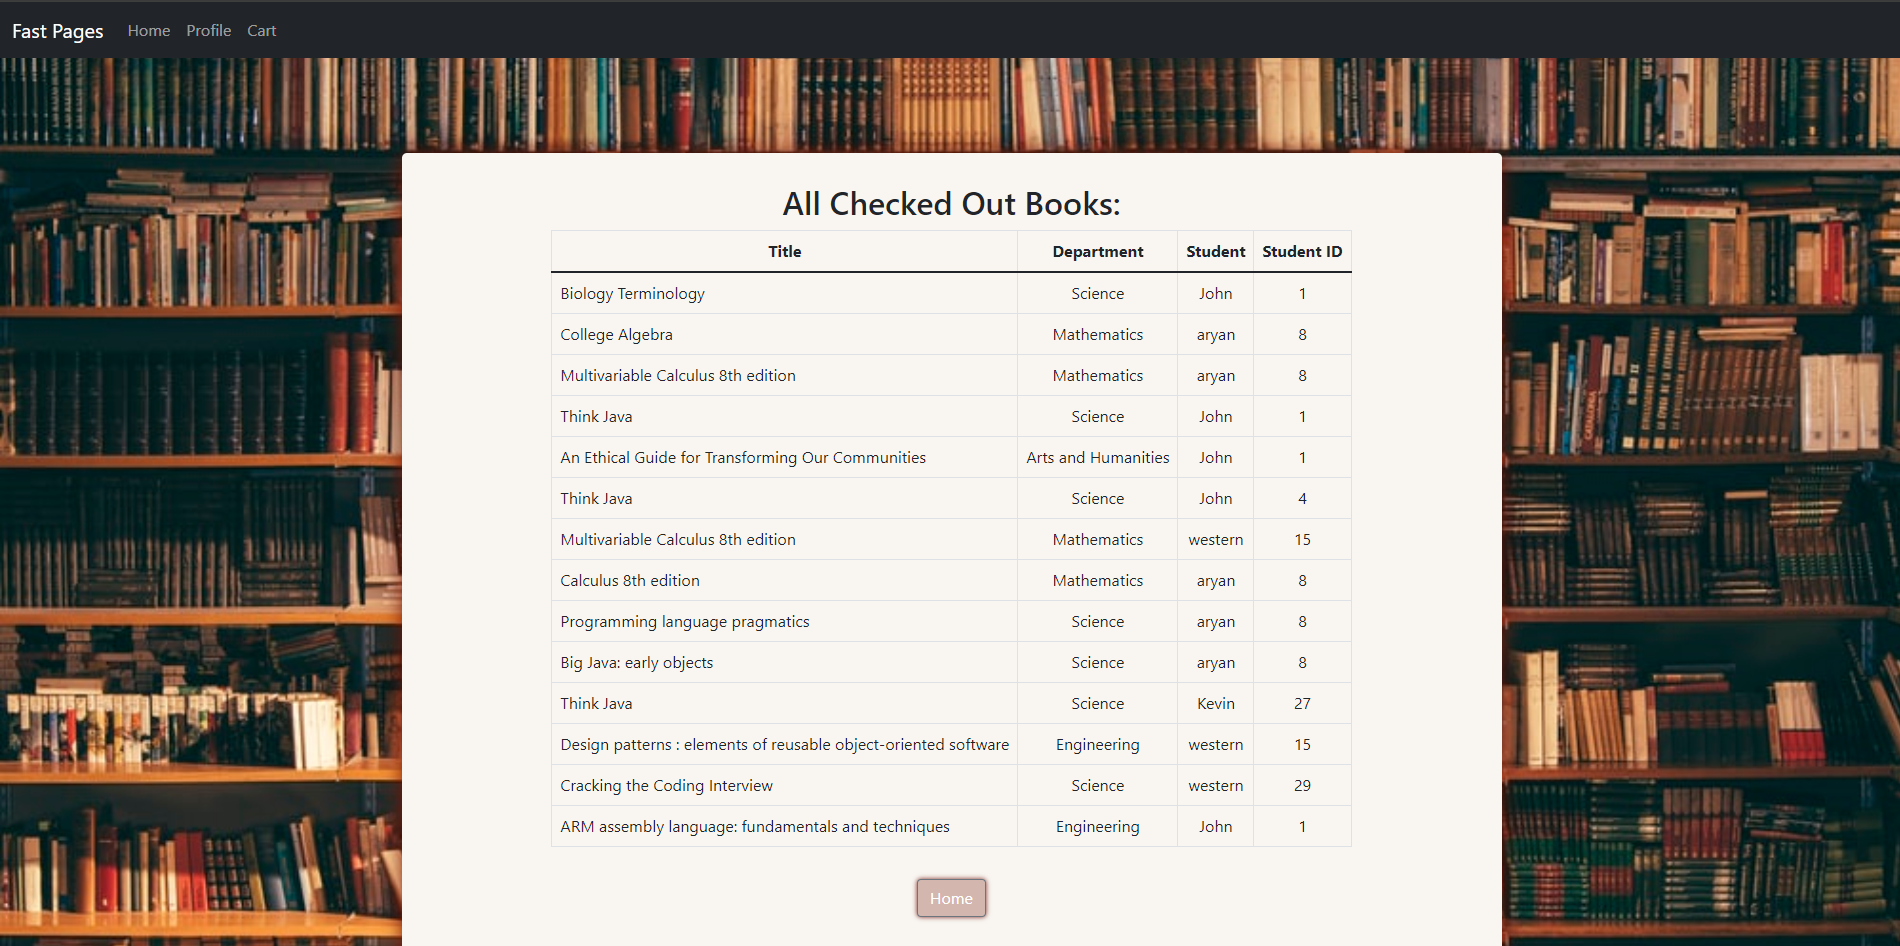 Fast Pages Home Profile Cart
All Checked Out Books:
Title Department Student Student ID
Biology Terminology Science John 1
College Algebra Mathematics aryan 8
Multivariable Calculus 8th edition Mathematics aryan 8
Think Java Science John 1
An Ethical Guide for Transforming Our Communities Arts and Humanities John 1
Think Java Science John 4
Multivariable Calculus 8th edition Mathematics western 15
Calculus 8th edition Mathematics aryan 8
Programming language pragmatics Science aryan 8
Big Java: early objects Science aryan 8
Think Java Science Kevin 27
Design patterns : elements of reusable object-oriented software Engineering western 15
Cracking the Coding Interview Science western 29
ARM assembly language: fundamentals and techniques Engineering John 1
Home